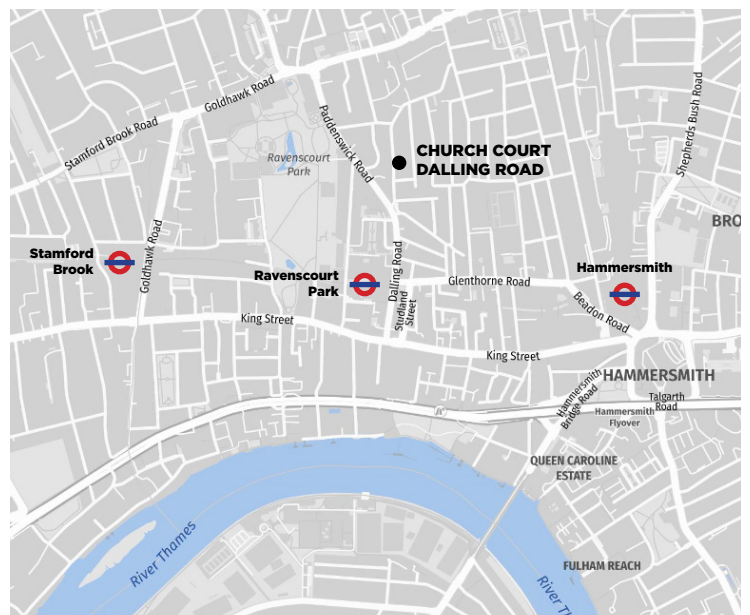 Goldhawk Road
Stamford Brook Road
Paddenswick Road
Shepherds Bush Road
CHURCH COURT
DALLING ROAD
Ravenscourt
Park
BRO
Stamford
Brook
Goldhawk Road
Ravenscourt
Park
Dalling Road
Glenthorne Road
Hammersmith
Studland
Street
Beadon Road
King Street
King Street
HAMMERSMITH
Hammersmith
Bridge Road
Talgarth
Road
Hammersmith
Flyover
QUEEN CAROLINE
ESTATE
River Thames
FULHAM REACH
River Th